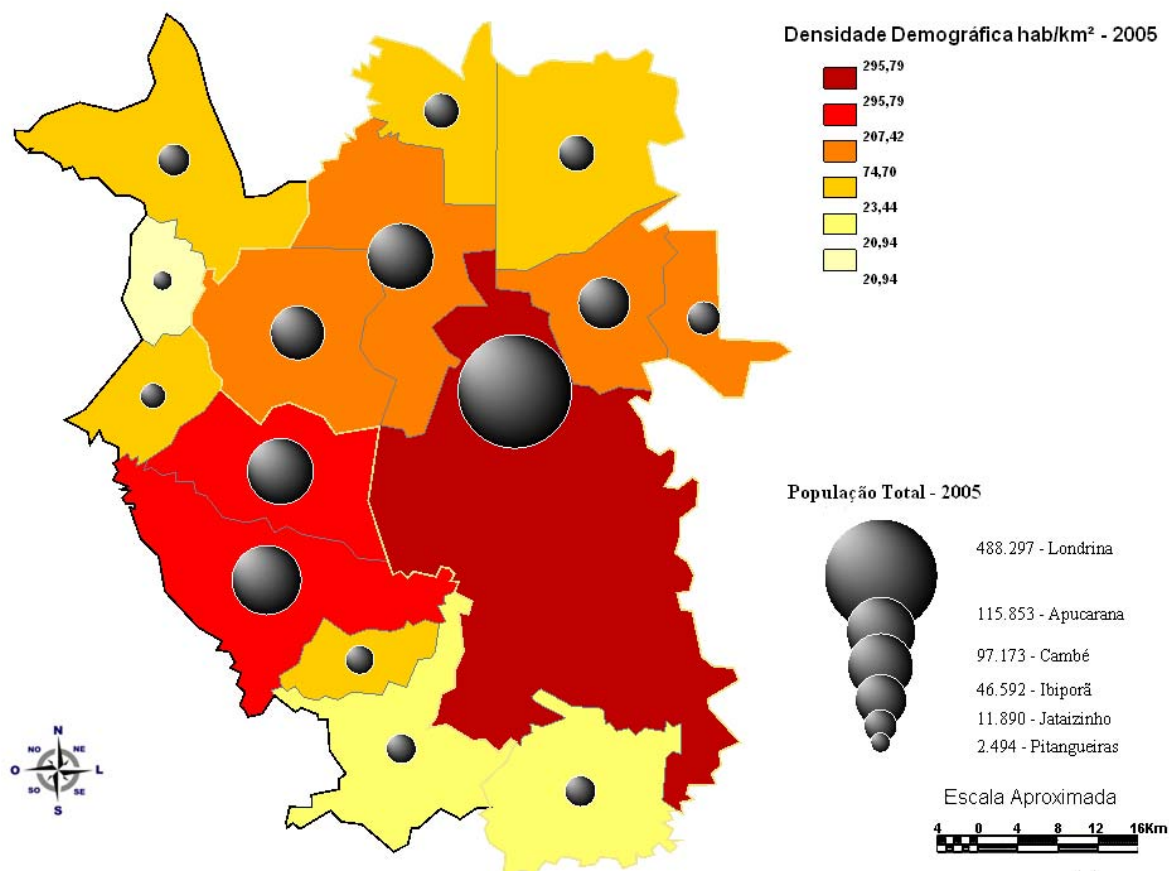 Densidade Demográfica hab/km² - 2005
295,79
295,79
207,42
74,70
23,44
20,94
20,94
População Total - 2005
488.297 - Londrina
115.853 - Apucarana
97.173 - Cambé
46.592 - Ibiporã
11.890 - Jataizinho
2.494 - Pitangueiras
N
NO NE
O L
SO SE
S
Escala Aproximada
4 0 4 8 12 16Km